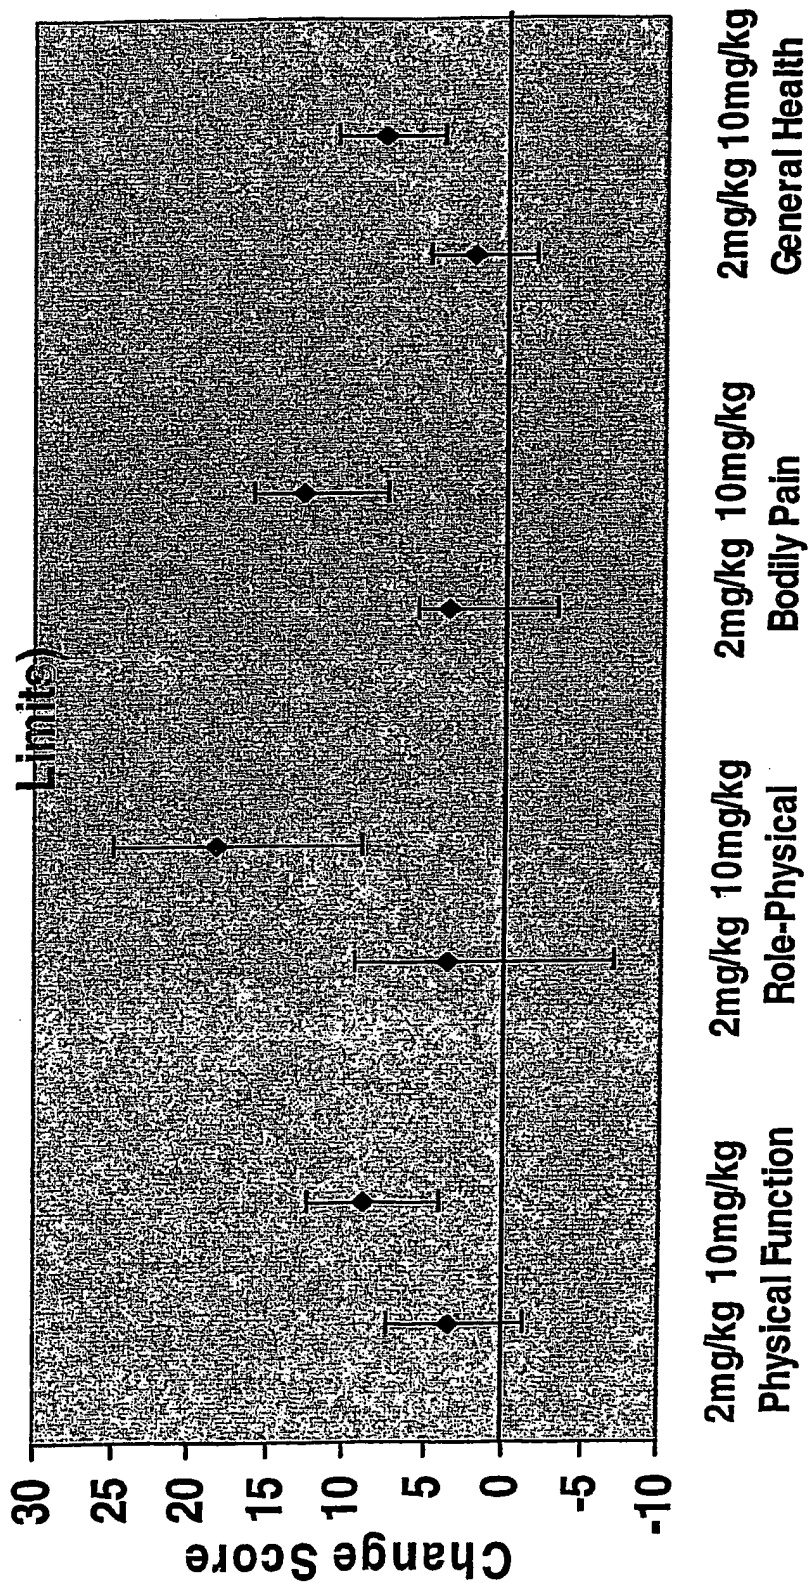 Limits)
Change Score
30
25
20
15
10
5
0
-5
-10
2mg/kg 10mg/kg
Physical Function
2mg/kg 10mg/kg
Role-Physical
2mg/kg 10mg/kg
Bodily Pain
2mg/kg 10mg/kg
General Health